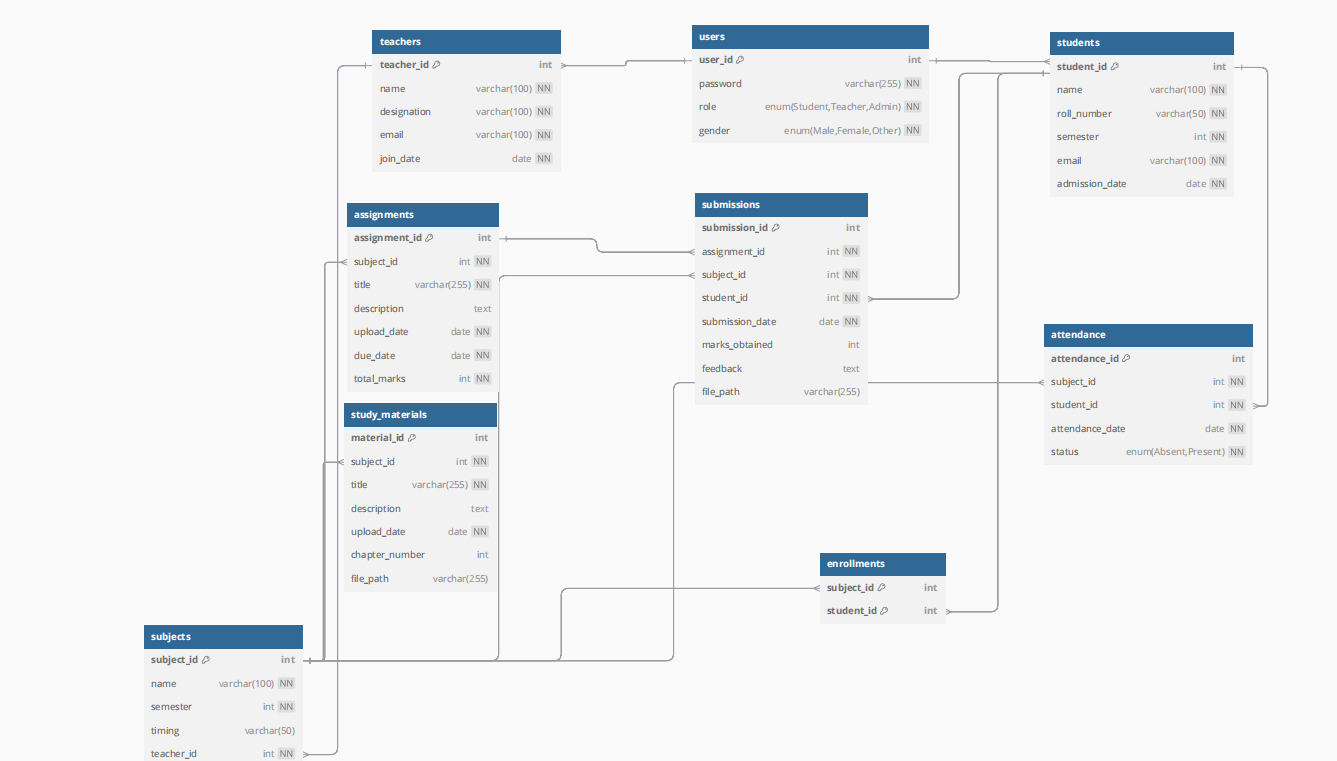 teachers
teacher_id int
name varchar(100) NN
designation varchar(100) NN
email varchar(100) NN
join_date date NN
users
user_id int
password varchar(255) NN
role enum(Student,Teacher,Admin) NN
gender enum(Male,Female,Other) NN
students
student_id int
name varchar(100) NN
roll_number varchar(50) NN
semester int NN
email varchar(100) NN
admission_date date NN
assignments
assignment_id int
subject_id int NN
title varchar(255) NN
description text
upload_date date NN
due_date date NN
total_marks int NN
submissions
submission_id int
assignment_id int NN
subject_id int NN
student_id int NN
submission_date date NN
marks_obtained int
feedback text
file_path varchar(255)
attendance
attendance_id int
subject_id int NN
student_id int NN
attendance_date date NN
status enum(Absent,Present) NN
study_materials
material_id int
subject_id int NN
title varchar(255) NN
description text
upload_date date NN
chapter_number int
file_path varchar(255)
enrollments
subject_id int
student_id int
subjects
subject_id int
name varchar(100) NN
semester int NN
timing varchar(50)
teacher_id int NN